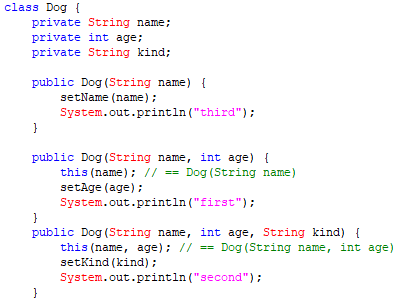 class Dog {
    private String name;
    private int age;
    private String kind;

    public Dog(String name) {
        setName(name);
        System.out.println("third");
    }

    public Dog(String name, int age) {
        this(name); // == Dog(String name)
        setAge(age);
        System.out.println("first");
    }
    public Dog(String name, int age, String kind) {
        this(name, age); // == Dog(String name, int age)
        setKind(kind);
        System.out.println("second");
    }